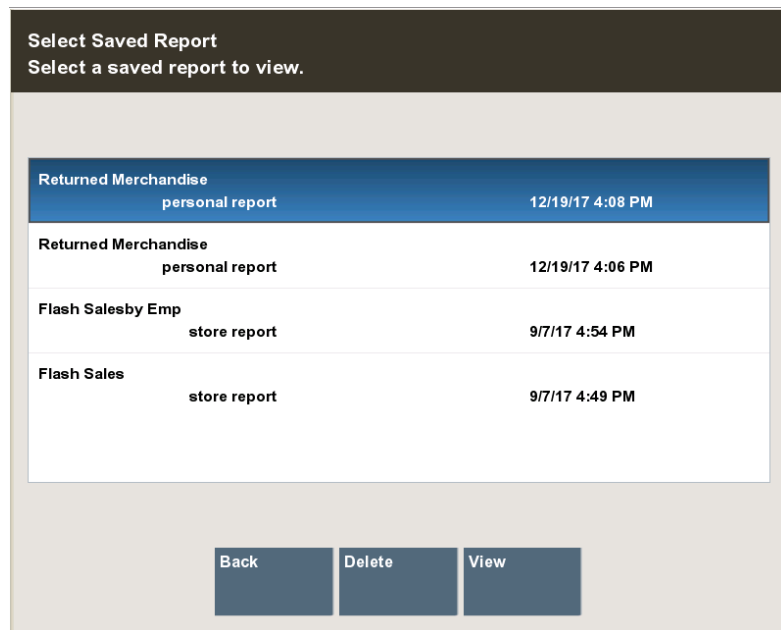 Select Saved Report
Select a saved report to view.
Returned Merchandise
personal report 12/19/17 4:08 PM
Returned Merchandise
personal report 12/19/17 4:06 PM
Flash Salesby Emp
store report 9/7/17 4:54 PM
Flash Sales
store report 9/7/17 4:49 PM
Back Delete View